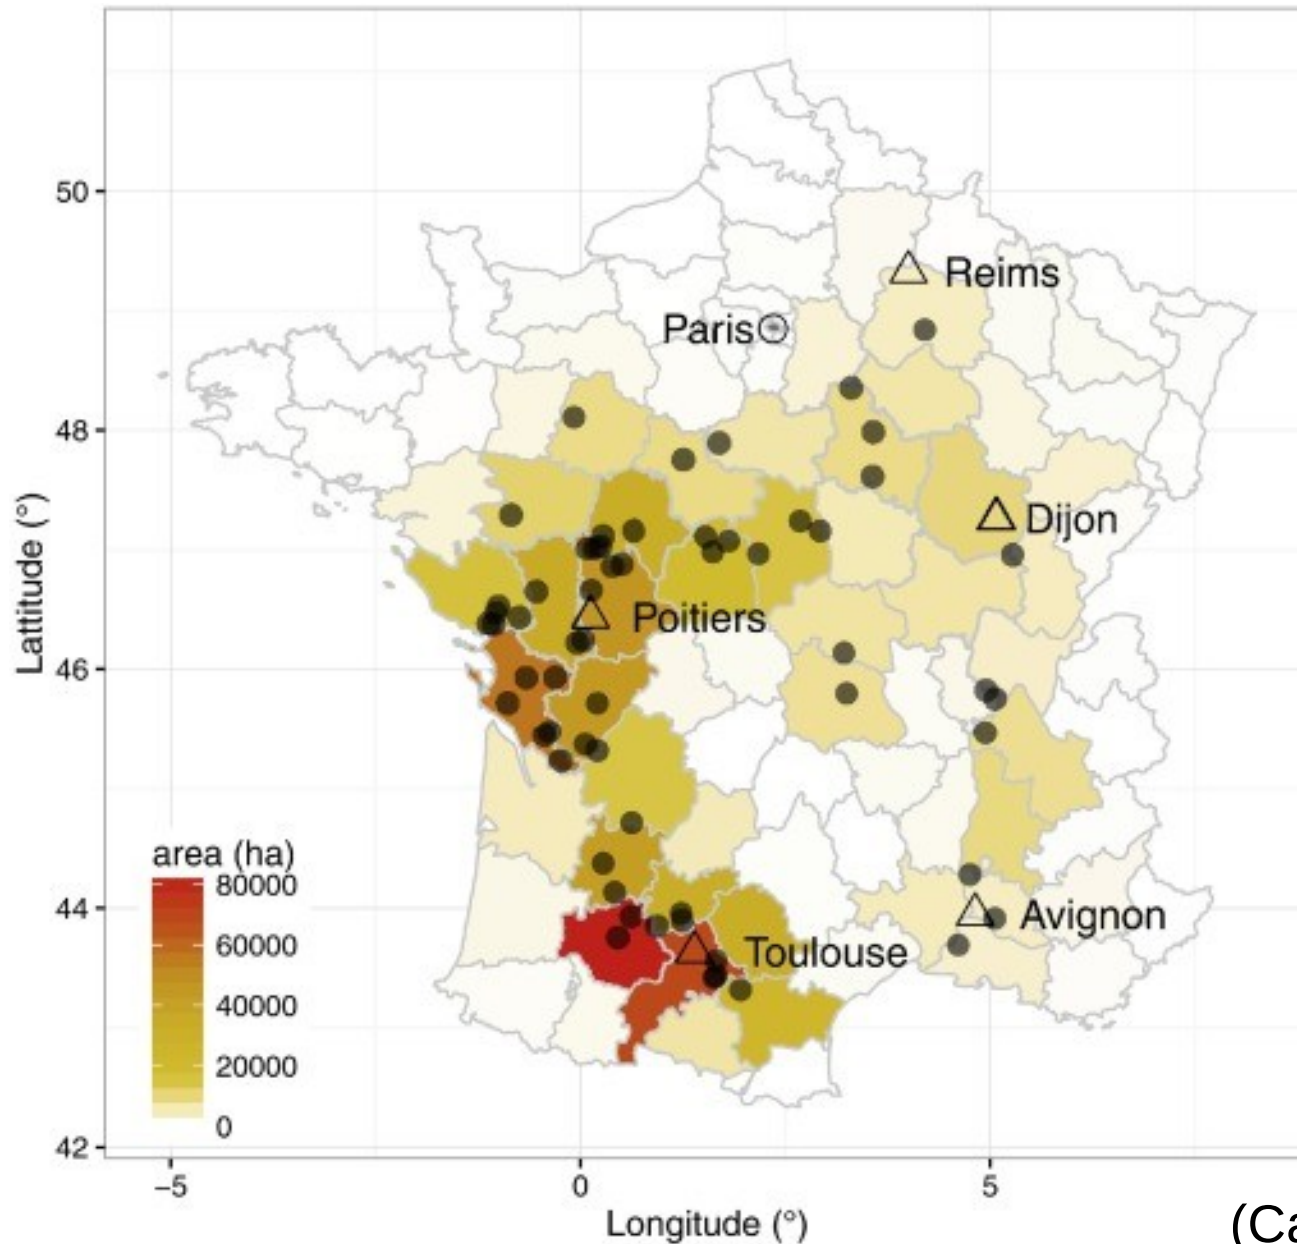 50
Reims
Paris
48
Dijon
Lattitude (°)
Poitiers
46
area (ha)
80000
60000
40000
20000
0
44
Avignon
Toulouse
42
−5
0
5
Longitude (°)
(Ca